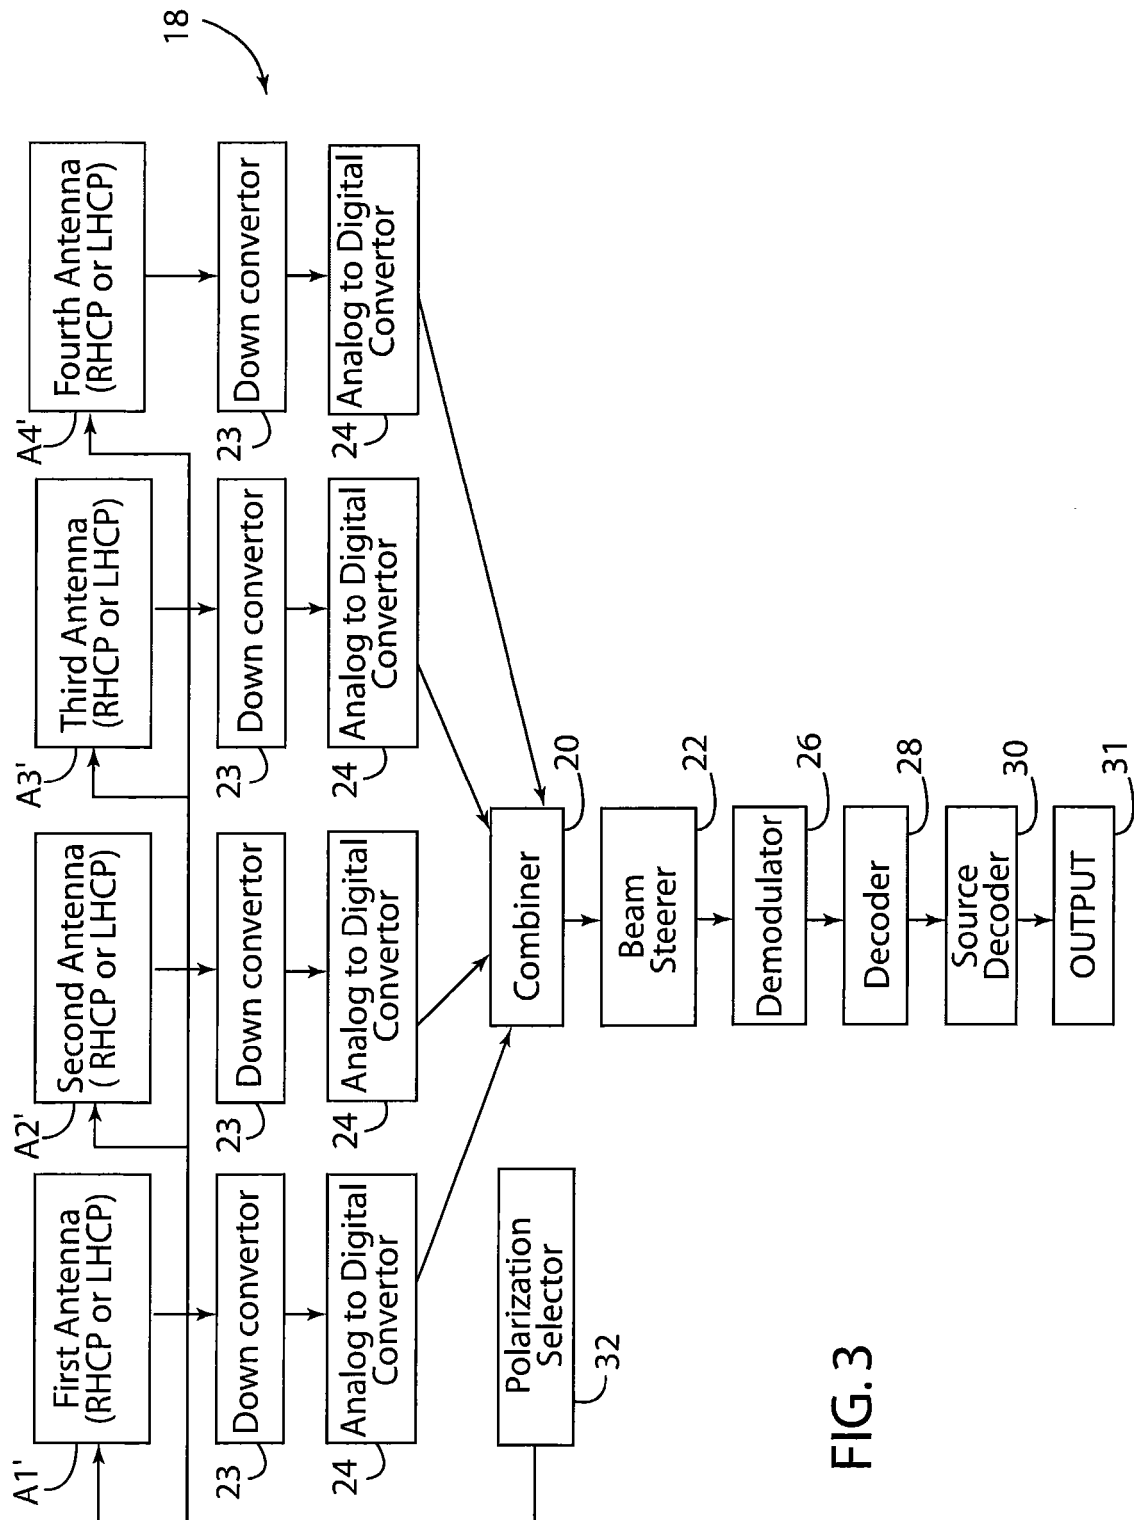 18
A1'
First Antenna
(RHCP or LHCP)
A2'
Second Antenna
( RHCP or LHCP)
A3'
Third Antenna
(RHCP or LHCP)
A4'
Fourth Antenna
(RHCP or LHCP)
23
Down convertor
23
Down convertor
23
Down convertor
23
Down convertor
24
Analog to Digital
Convertor
24
Analog to Digital
Convertor
24
Analog to Digital
Convertor
24
Analog to Digital
Convertor
Polarization
Selector
32
Combiner
20
Beam
Steerer
22
Demodulator
26
Decoder
28
Source
Decoder
30
OUTPUT
31
FIG. 3